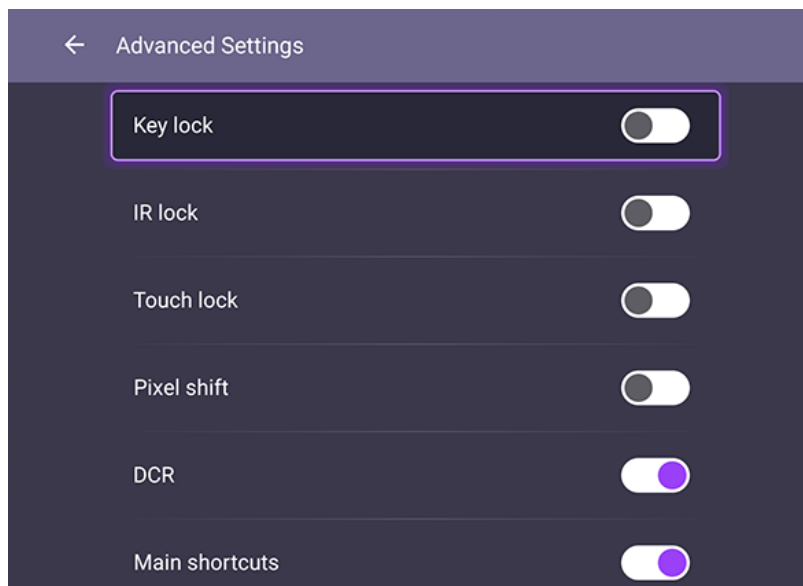 Advanced Settings
Key lock
IR lock
Touch lock
Pixel shift
DCR
Main shortcuts